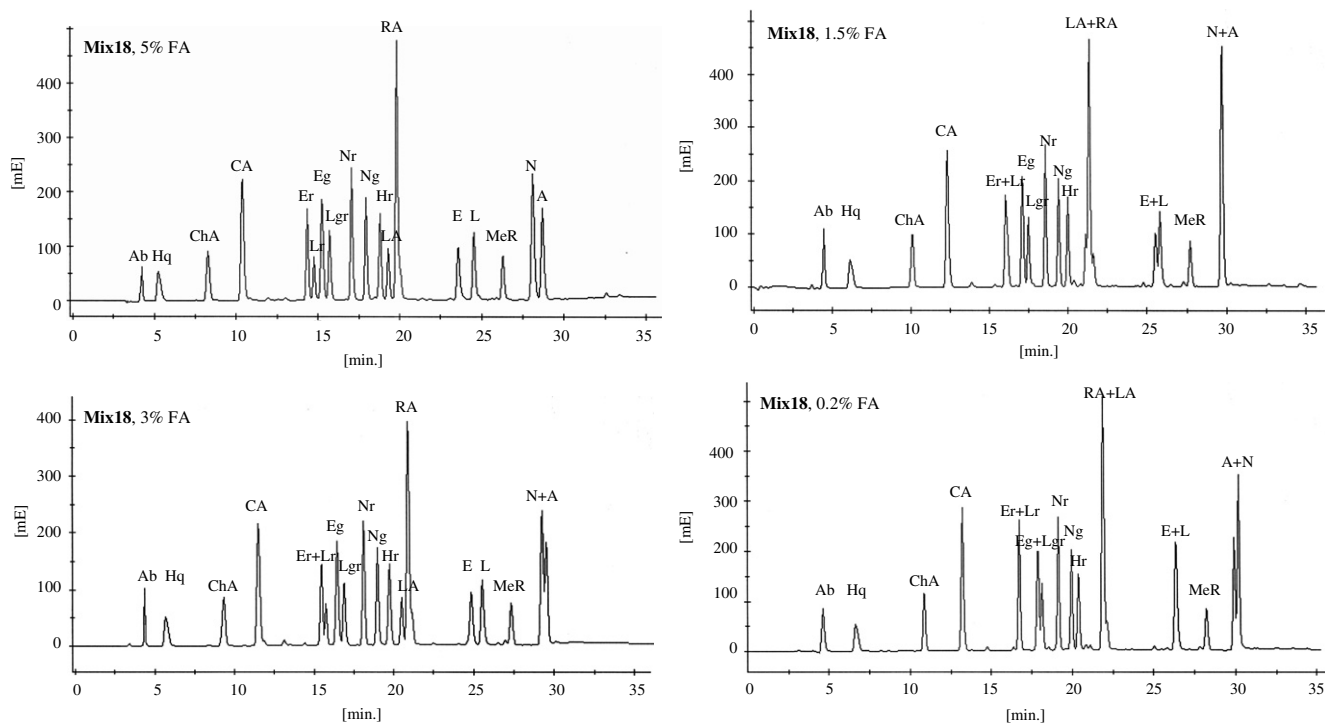 Mix18, 5% FA
[mE]
400
300
200
100
0
Ab Hq
ChA
CA
Er
Lr
Eg
Lgr
Nr
Ng
Hr
LA
RA
E L
MeR
N
A
0 5 10 15 20 25 30 35
[min.]
Mix18, 1.5% FA
[mE]
400
300
200
100
0
Ab Hq
ChA
CA
Er+Lr
Eg
Lgr
Nr
Ng
Hr
LA+RA
E+L
MeR
N+A
0 5 10 15 20 25 30 35
[min.]
Mix18, 3% FA
[mE]
400
300
200
100
0
Ab Hq
ChA
CA
Er+Lr
Eg
Lgr
Nr
Ng
Hr
LA
RA
E L
MeR
N+A
0 5 10 15 20 25 30 35
[min.]
Mix18, 0.2% FA
[mE]
400
300
200
100
0
Ab Hq
ChA
CA
Er+Lr
Eg+Lgr
Nr
Ng
Hr
RA+LA
E+L
MeR
A+N
0 5 10 15 20 25 30 35
[min.]